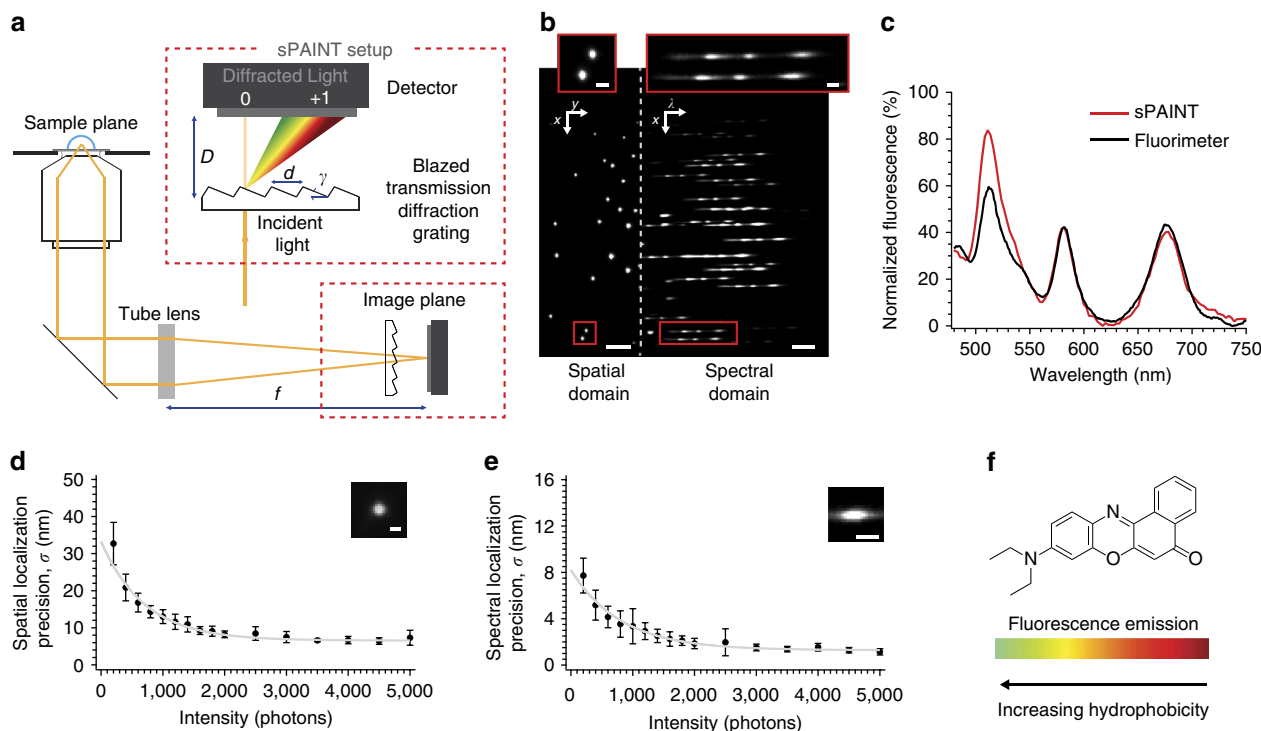 a
sPAINT setup
Diffracted Light
0 +1
Detector
Sample plane
D
d
γ
Blazed
transmission
diffraction
grating
Incident
light
Tube lens
Image plane
f
b
y
x
λ
x
Spatial
domain
Spectral
domain
c
Normalized fluorescence (%)
100
80
60
40
20
0
sPAINT
Fluorimeter
500 550 600 650 700 750
Wavelength (nm)
d
Spatial localization
precision, σ (nm)
50
40
30
20
10
0
0 1,000 2,000 3,000 4,000 5,000
Intensity (photons)
e
Spectral localization
precision, σ (nm)
16
12
8
4
0
0 1,000 2,000 3,000 4,000 5,000
Intensity (photons)
f
N
N
O
O
Fluorescence emission
Increasing hydrophobicity